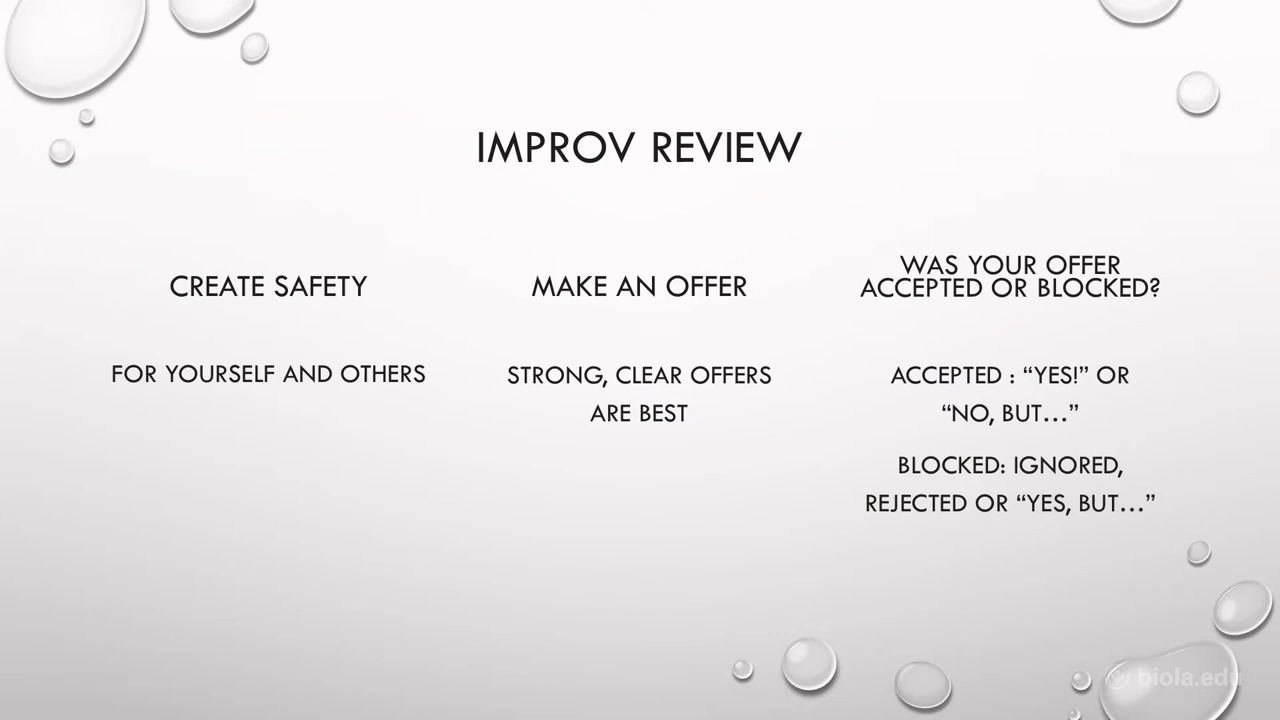 IMPROV REVIEW
CREATE SAFETY
FOR YOURSELF AND OTHERS
MAKE AN OFFER
STRONG, CLEAR OFFERS
ARE BEST
WAS YOUR OFFER
ACCEPTED OR BLOCKED?
ACCEPTED : “YES!” OR
“NO, BUT…”
BLOCKED: IGNORED,
REJECTED OR “YES, BUT…”
biola.edu